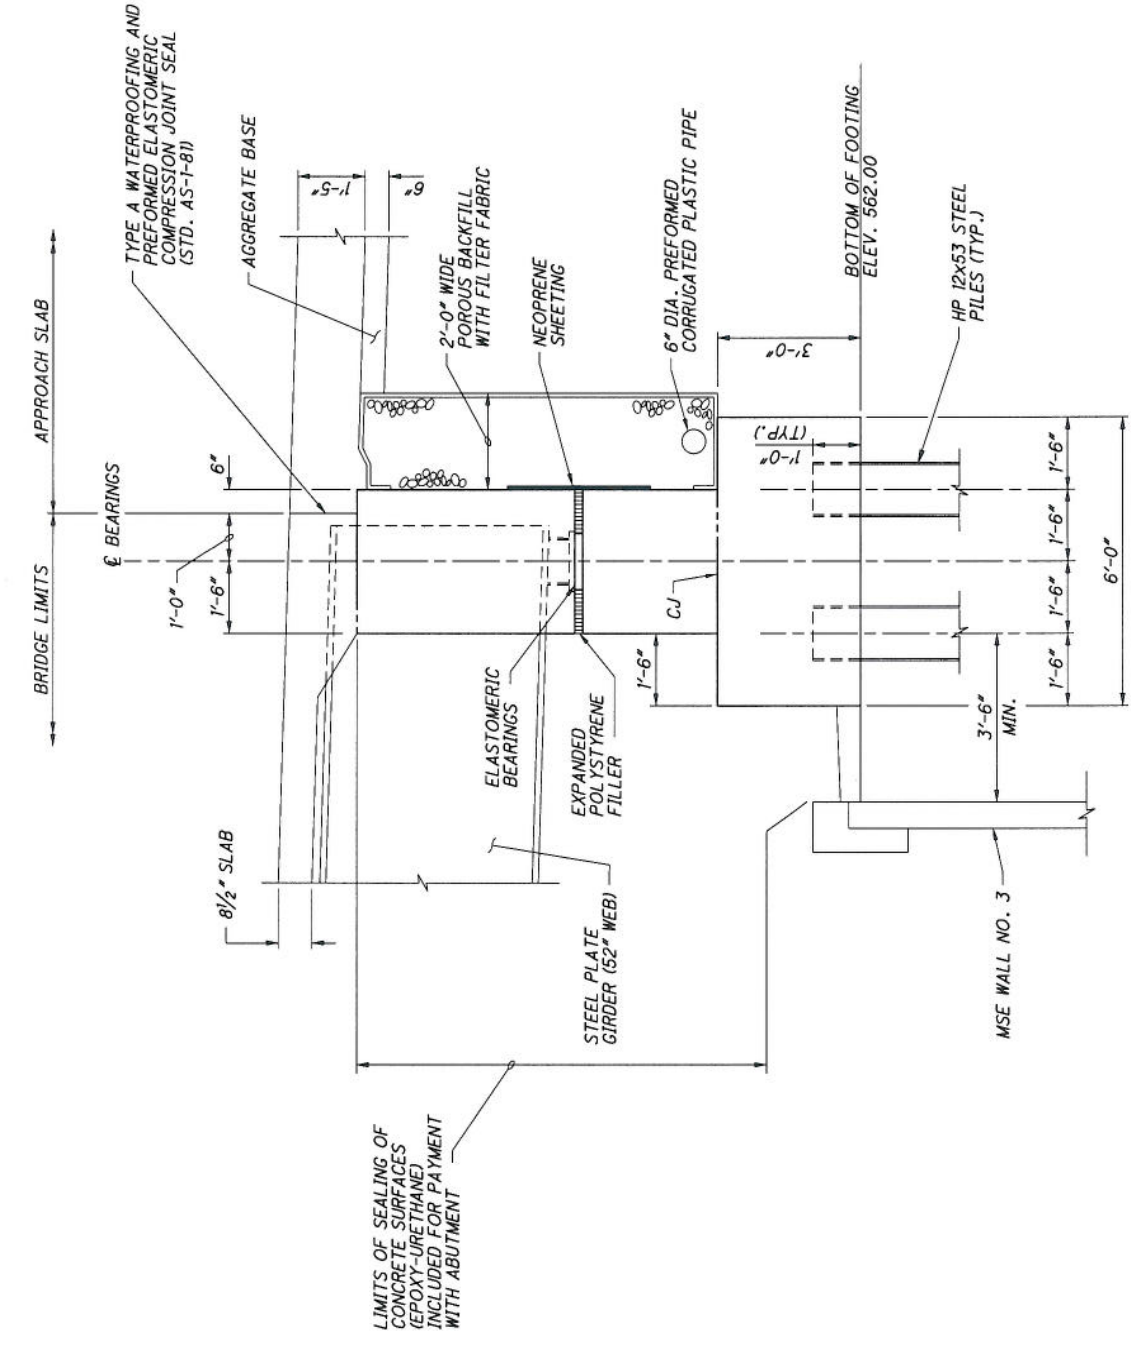 BRIDGE LIMITS
APPROACH SLAB
℄ BEARINGS
1'-0"
1'-6"
6"
TYPE A WATERPROOFING AND
PREFORMED ELASTOMERIC
COMPRESSION JOINT SEAL
(STD. AS-1-81)
AGGREGATE BASE
1'-5"
6"
8½" SLAB
2'-0" WIDE
POROUS BACKFILL
WITH FILTER FABRIC
NEOPRENE
SHEETING
6" DIA. PREFORMED
CORRUGATED PLASTIC PIPE
ELASTOMERIC
BEARINGS
EXPANDED
POLYSTYRENE
FILLER
1'-6"
CJ
3'-0"
BOTTOM OF FOOTING
ELEV. 562.00
1'-0"
(TYP.)
HP 12x53 STEEL
PILES (TYP.)
STEEL PLATE
GIRDER (52" WEB)
LIMITS OF SEALING OF
CONCRETE SURFACES
(EPOXY-URETHANE)
INCLUDED FOR PAYMENT
WITH ABUTMENT
MSE WALL NO. 3
3'-6"
MIN.
1'-6"
1'-6"
1'-6"
1'-6"
6'-0"